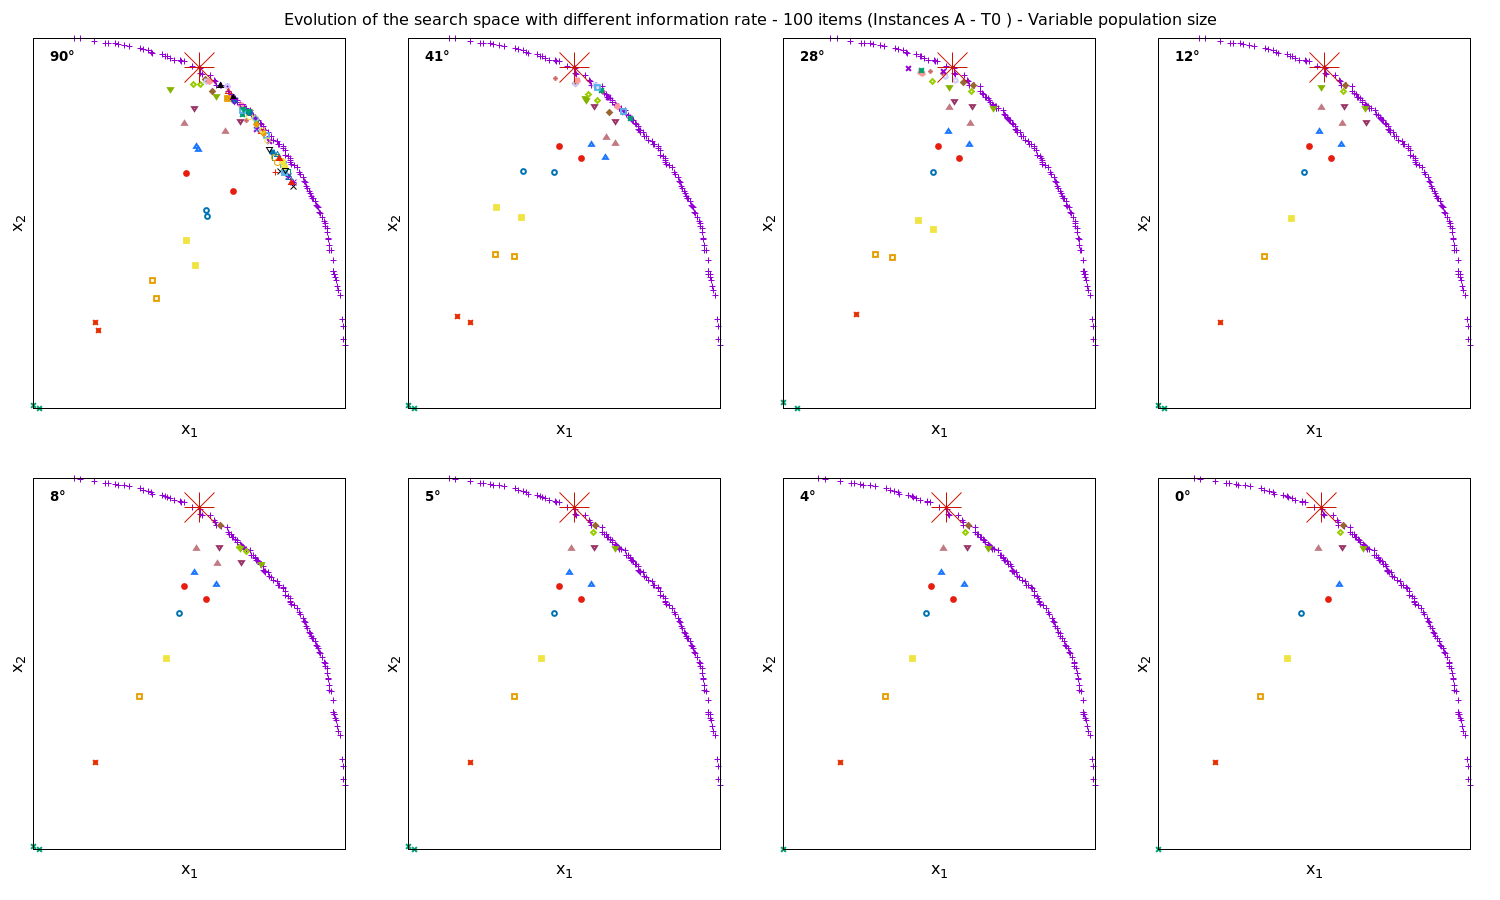 Evolution of the search space with different information rate - 100 items (Instances A - T0 ) - Variable population size
90°
41°
28°
12°
x2
x2
x2
x2
x1
x1
x1
x1
8°
5°
4°
0°
x2
x2
x2
x2
x1
x1
x1
x1